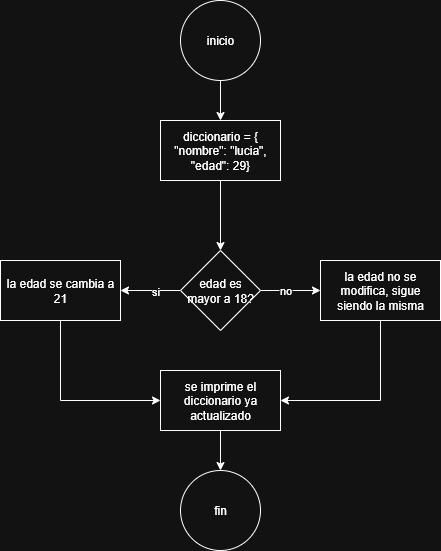 inicio
diccionario = {
"nombre": "lucia",
"edad": 29}
edad es
mayor a 18?
si
no
la edad se cambia a
21
la edad no se
modifica, sigue
siendo la misma
se imprime el
diccionario ya
actualizado
fin